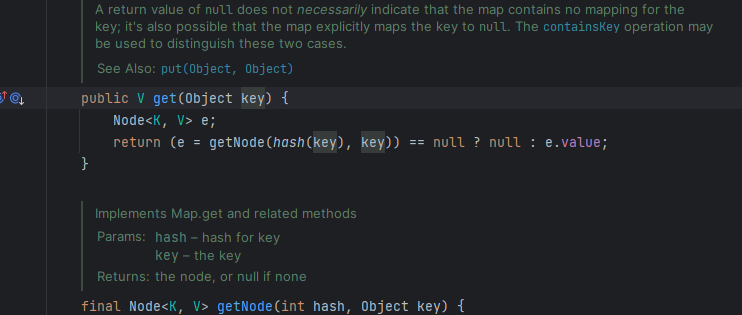 A return value of null does not necessarily indicate that the map contains no mapping for the
key; it's also possible that the map explicitly maps the key to null. The containsKey operation may
be used to distinguish these two cases.
See Also: put(Object, Object)
public V get(Object key) {
Node<K, V> e;
return (e = getNode(hash(key), key)) == null ? null : e.value;
}
Implements Map.get and related methods
Params: hash – hash for key
key – the key
Returns: the node, or null if none
final Node<K, V> getNode(int hash, Object key) {